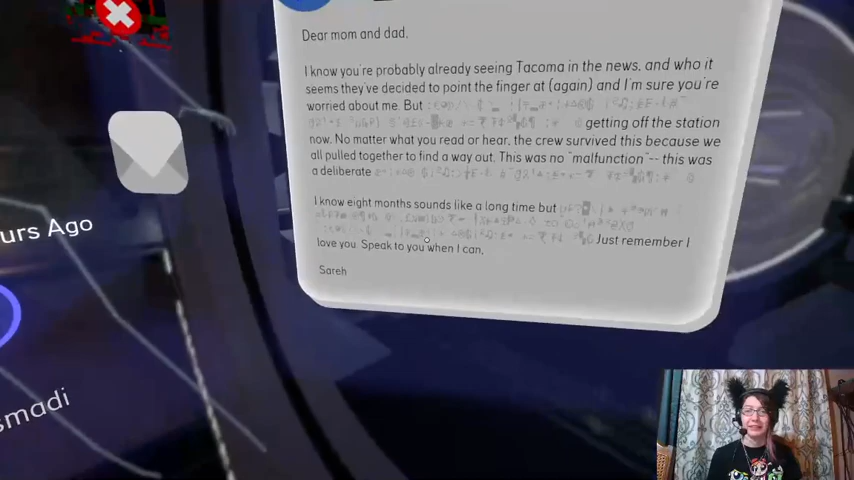 Dear mom and dad,
I know you're probably already seeing Tacoma in the news, and who it
seems they've decided to point the finger at (again) and I'm sure you're
worried about me. But
getting off the station
now. No matter what you read or hear, the crew survived this because we
all pulled together to find a way out. This was no "malfunction"-- this was
a deliberate
I know eight months sounds like a long time but
Just remember I
love you. Speak to you when I can,
Sareh
urs Ago
smadi